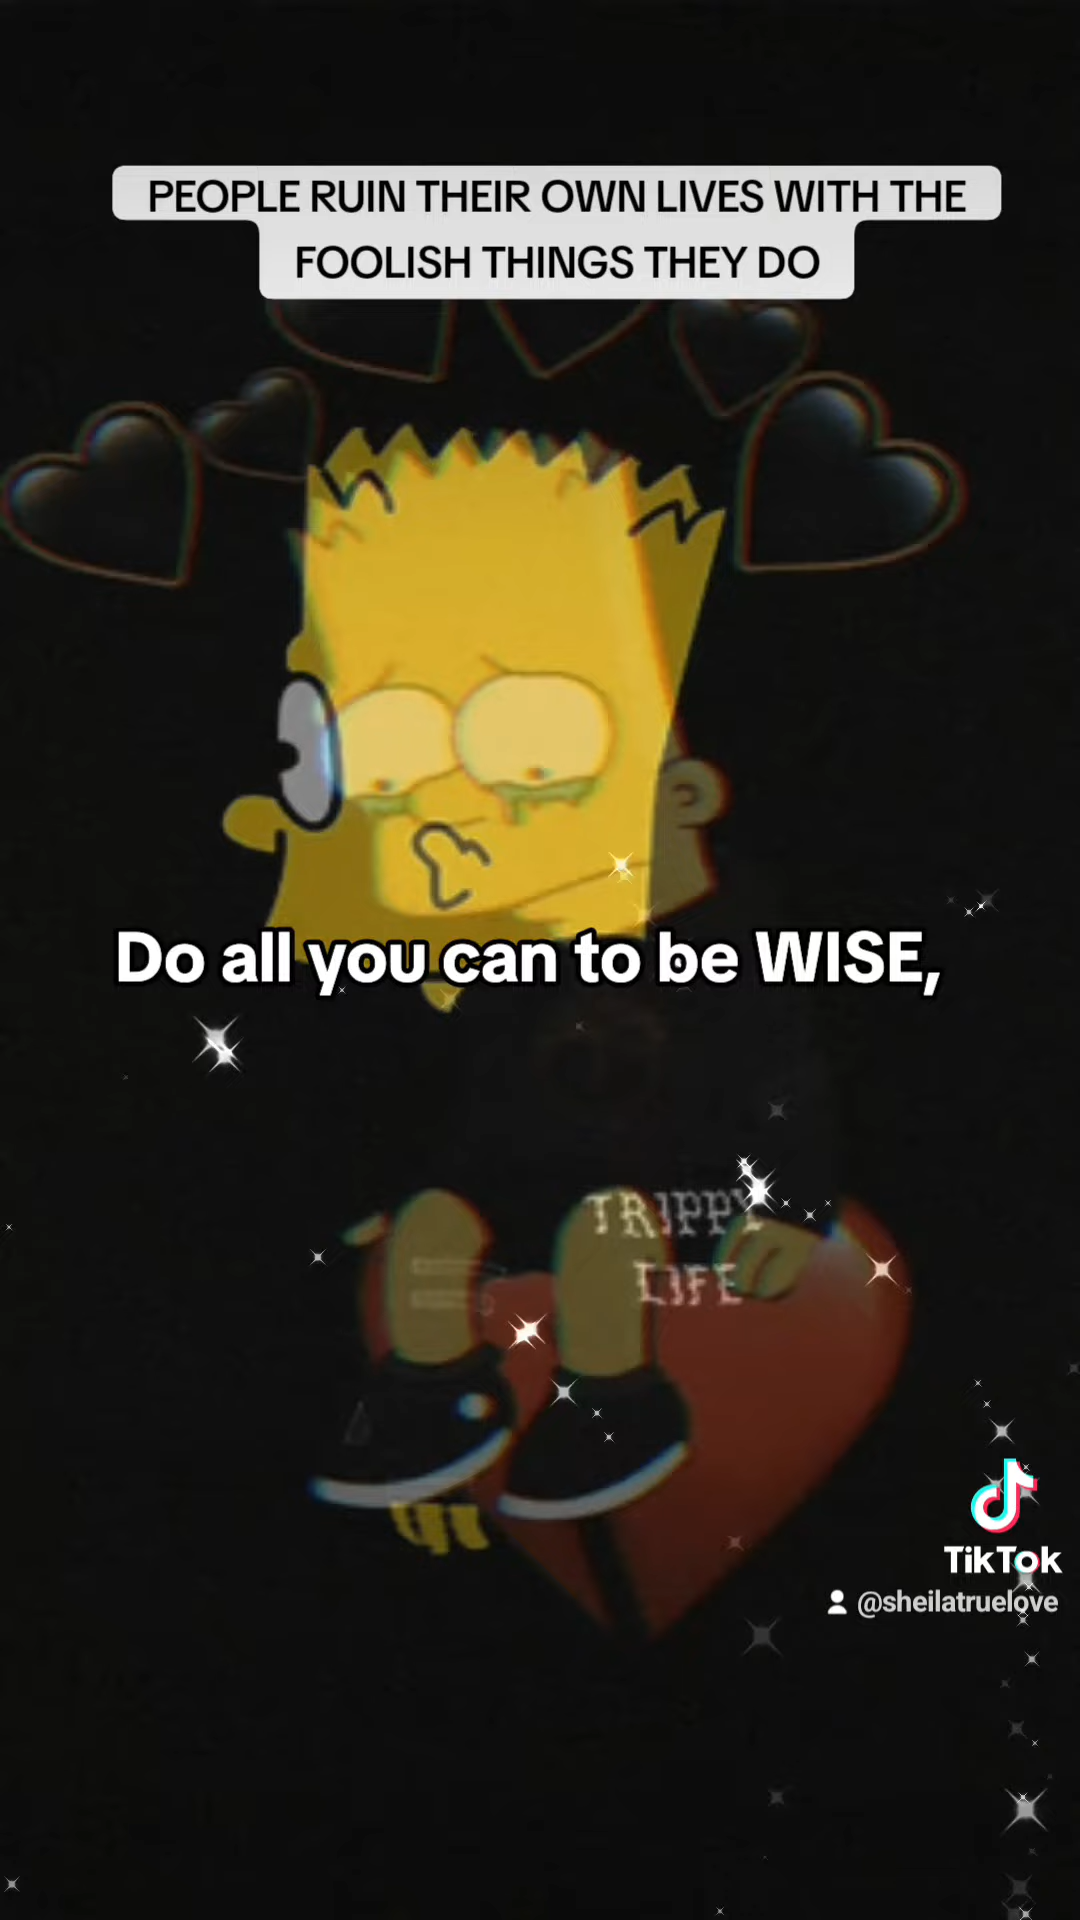 PEOPLE RUIN THEIR OWN LIVES WITH THE
FOOLISH THINGS THEY DO
Do all you can to be WISE,
TRIPPY
LIFE
TikTok
@sheilatruelove